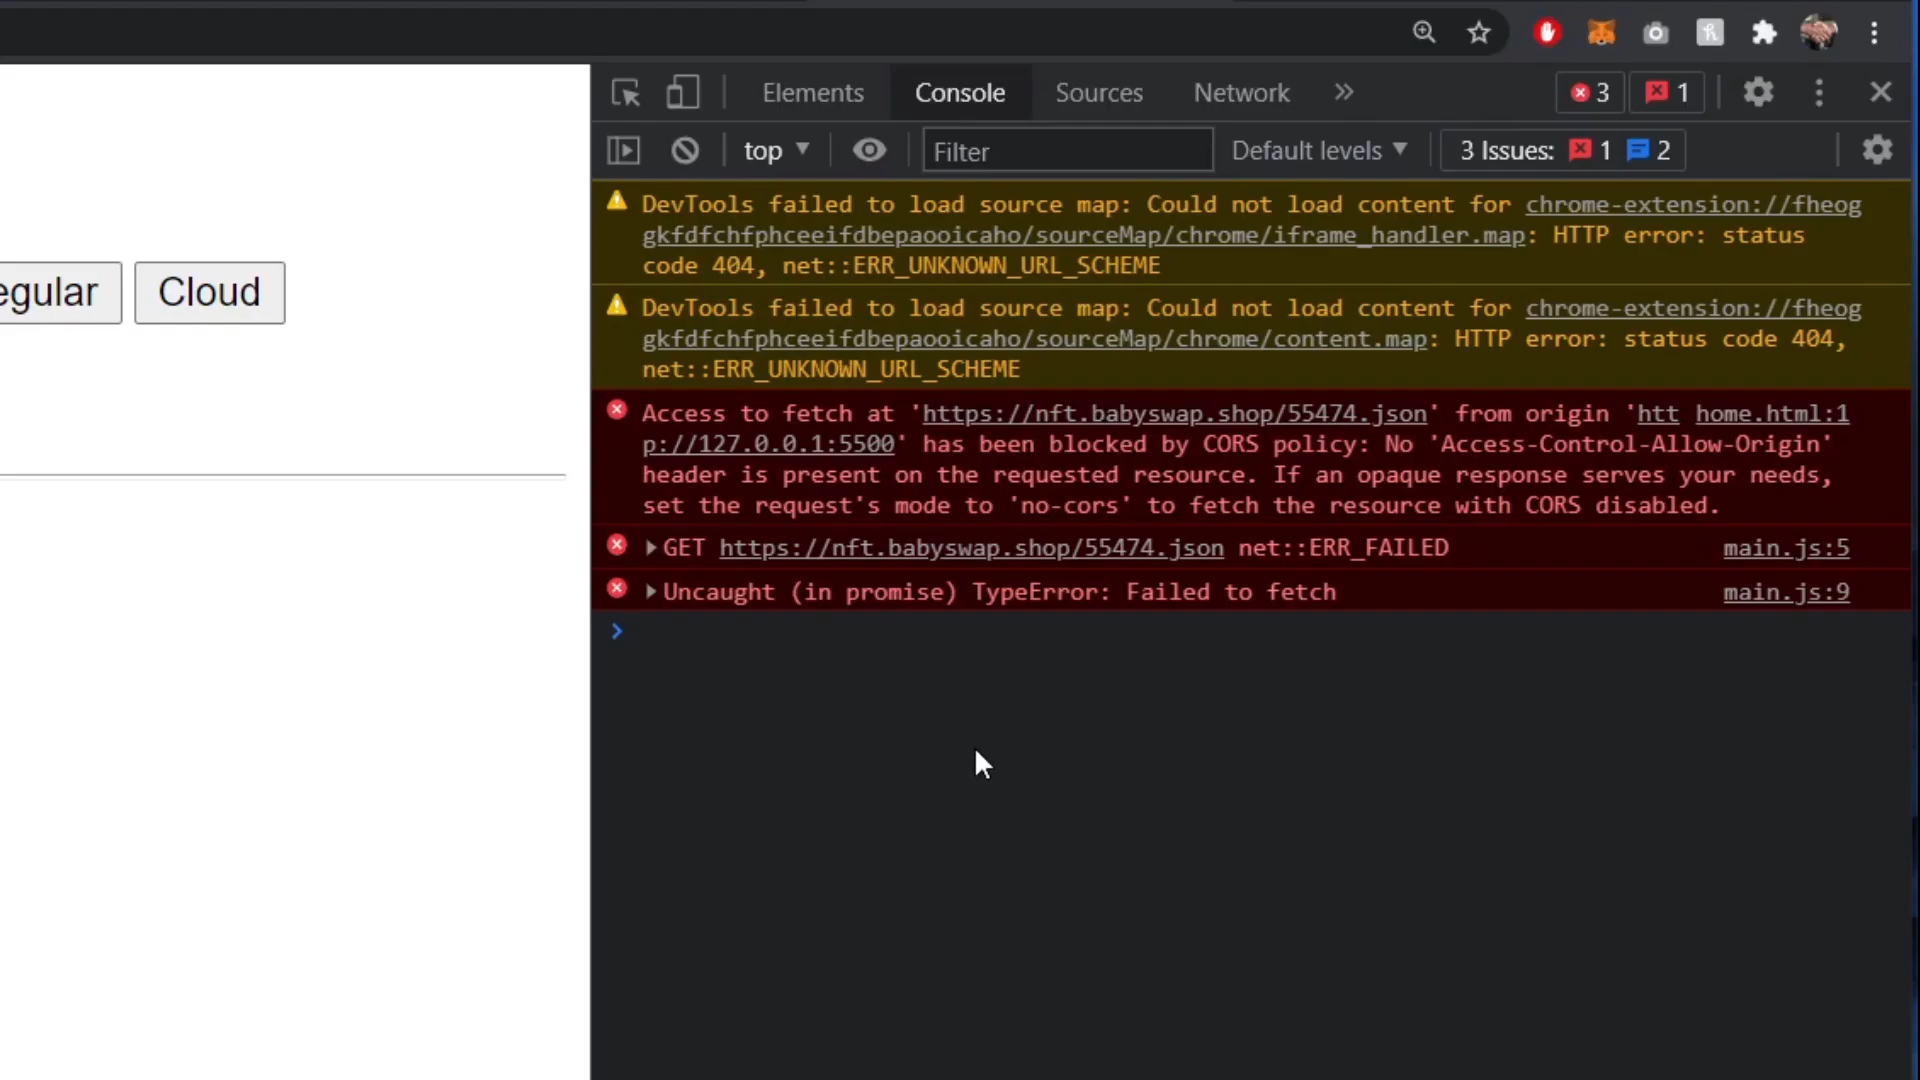 Elements Console Sources Network 3 1
top Filter Default levels 3 Issues: 1 2
egular Cloud
DevTools failed to load source map: Could not load content for chrome-extension://fheog
gkfdfchfphceeifdbepaooicaho/sourceMap/chrome/iframe_handler.map: HTTP error: status
code 404, net::ERR_UNKNOWN_URL_SCHEME
DevTools failed to load source map: Could not load content for chrome-extension://fheog
gkfdfchfphceeifdbepaooicaho/sourceMap/chrome/content.map: HTTP error: status code 404,
net::ERR_UNKNOWN_URL_SCHEME
Access to fetch at 'https://nft.babyswap.shop/55474.json' from origin 'htt home.html:1
p://127.0.0.1:5500' has been blocked by CORS policy: No 'Access-Control-Allow-Origin'
header is present on the requested resource. If an opaque response serves your needs,
set the request's mode to 'no-cors' to fetch the resource with CORS disabled.
GET https://nft.babyswap.shop/55474.json net::ERR_FAILED main.js:5
Uncaught (in promise) TypeError: Failed to fetch main.js:9